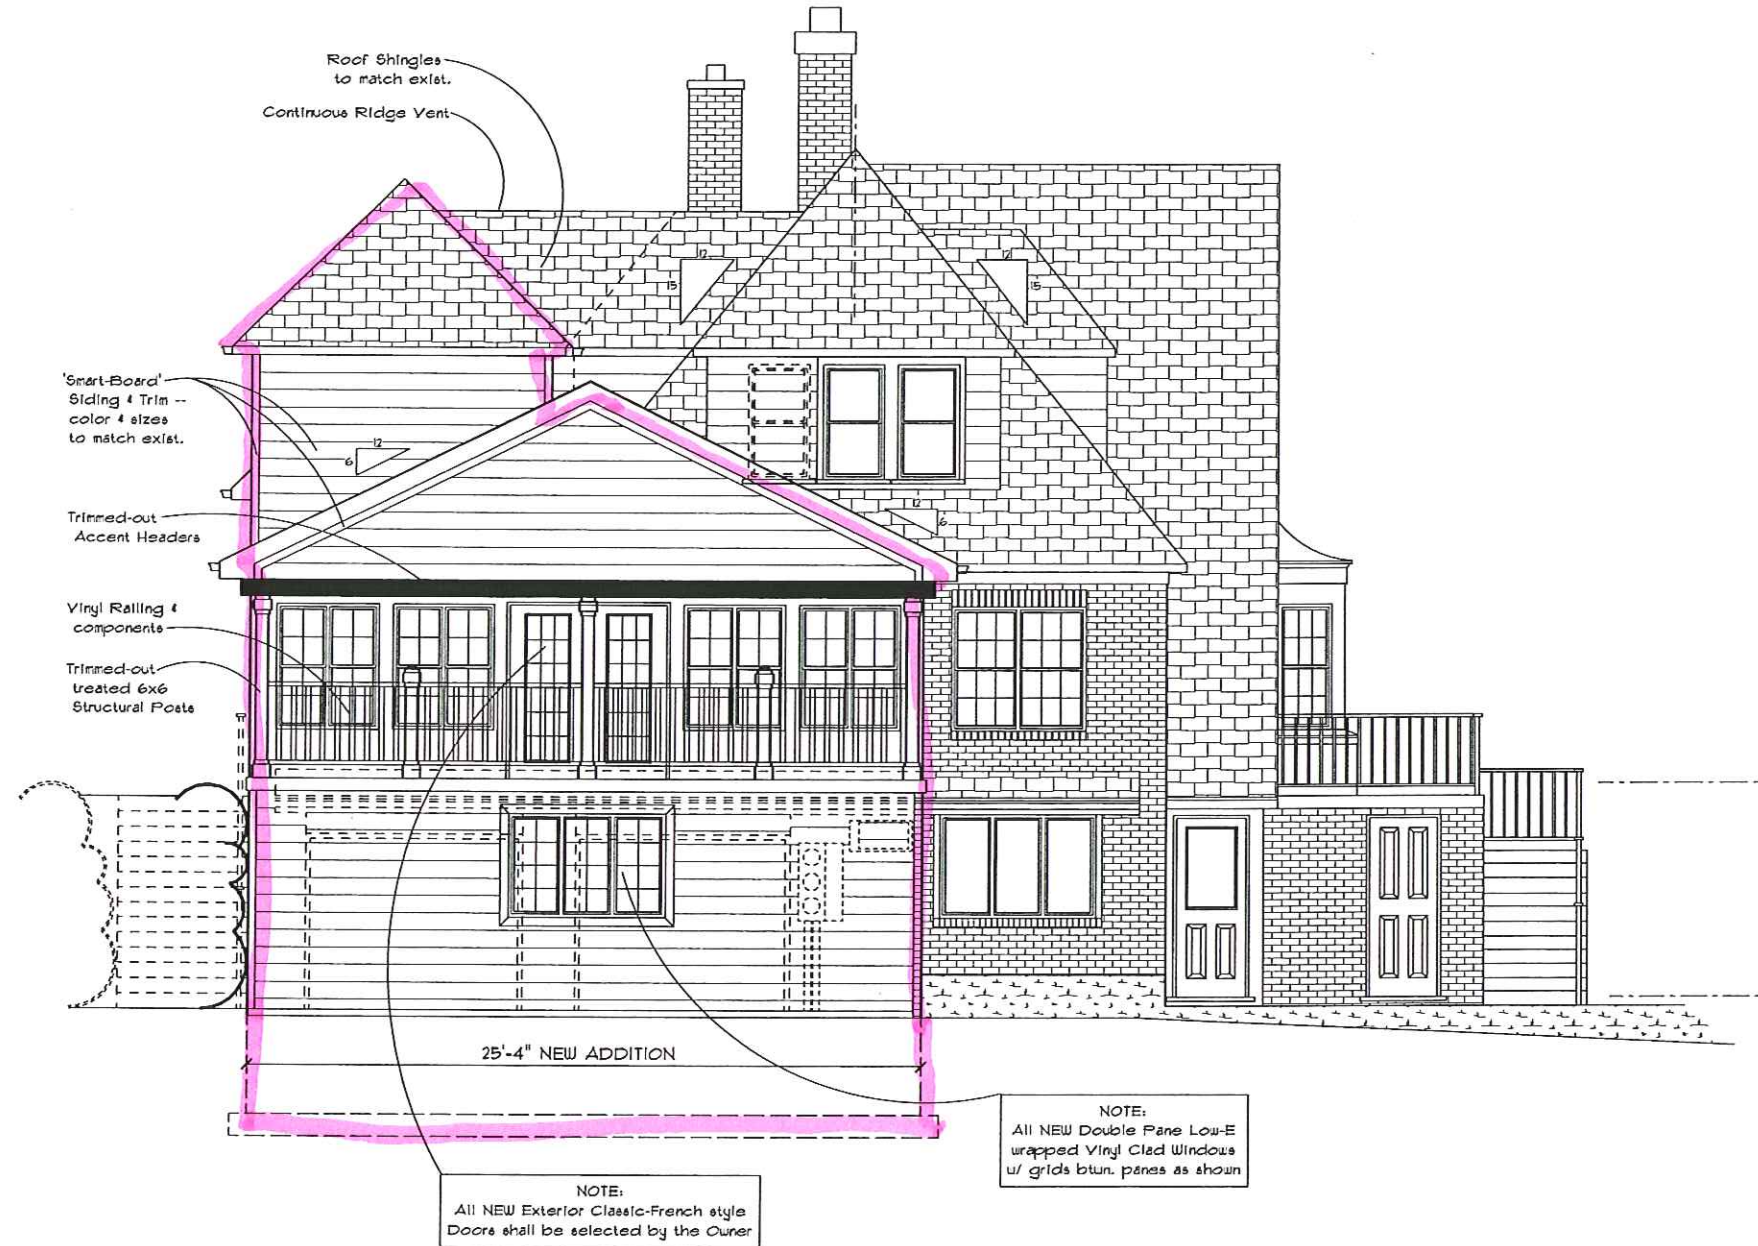 Roof Shingles
to match exist.
Continuous Ridge Vent
12
15
12
15
'Smart-Board'
Siding & Trim --
color & sizes
to match exist.
12
6
12
6
Trimmed-out
Accent Headers
Vinyl Railing &
components
Trimmed-out
treated 6x6
Structural Posts
25'-4" NEW ADDITION
NOTE:
All NEW Double Pane Low-E
wrapped Vinyl Clad Windows
w/ grids btwn. panes as shown
NOTE:
All NEW Exterior Classic-French style
Doors shall be selected by the Owner